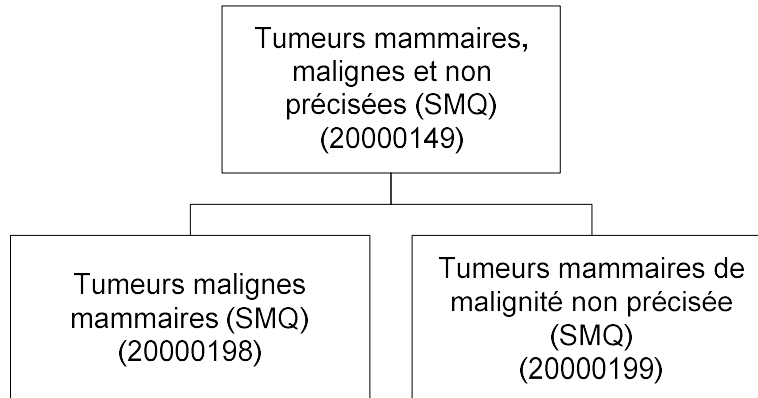 Tumeurs mammaires,
malignes et non
précisées (SMQ)
(20000149)
Tumeurs malignes
mammaires (SMQ)
(20000198)
Tumeurs mammaires de
malignité non précisée
(SMQ)
(20000199)